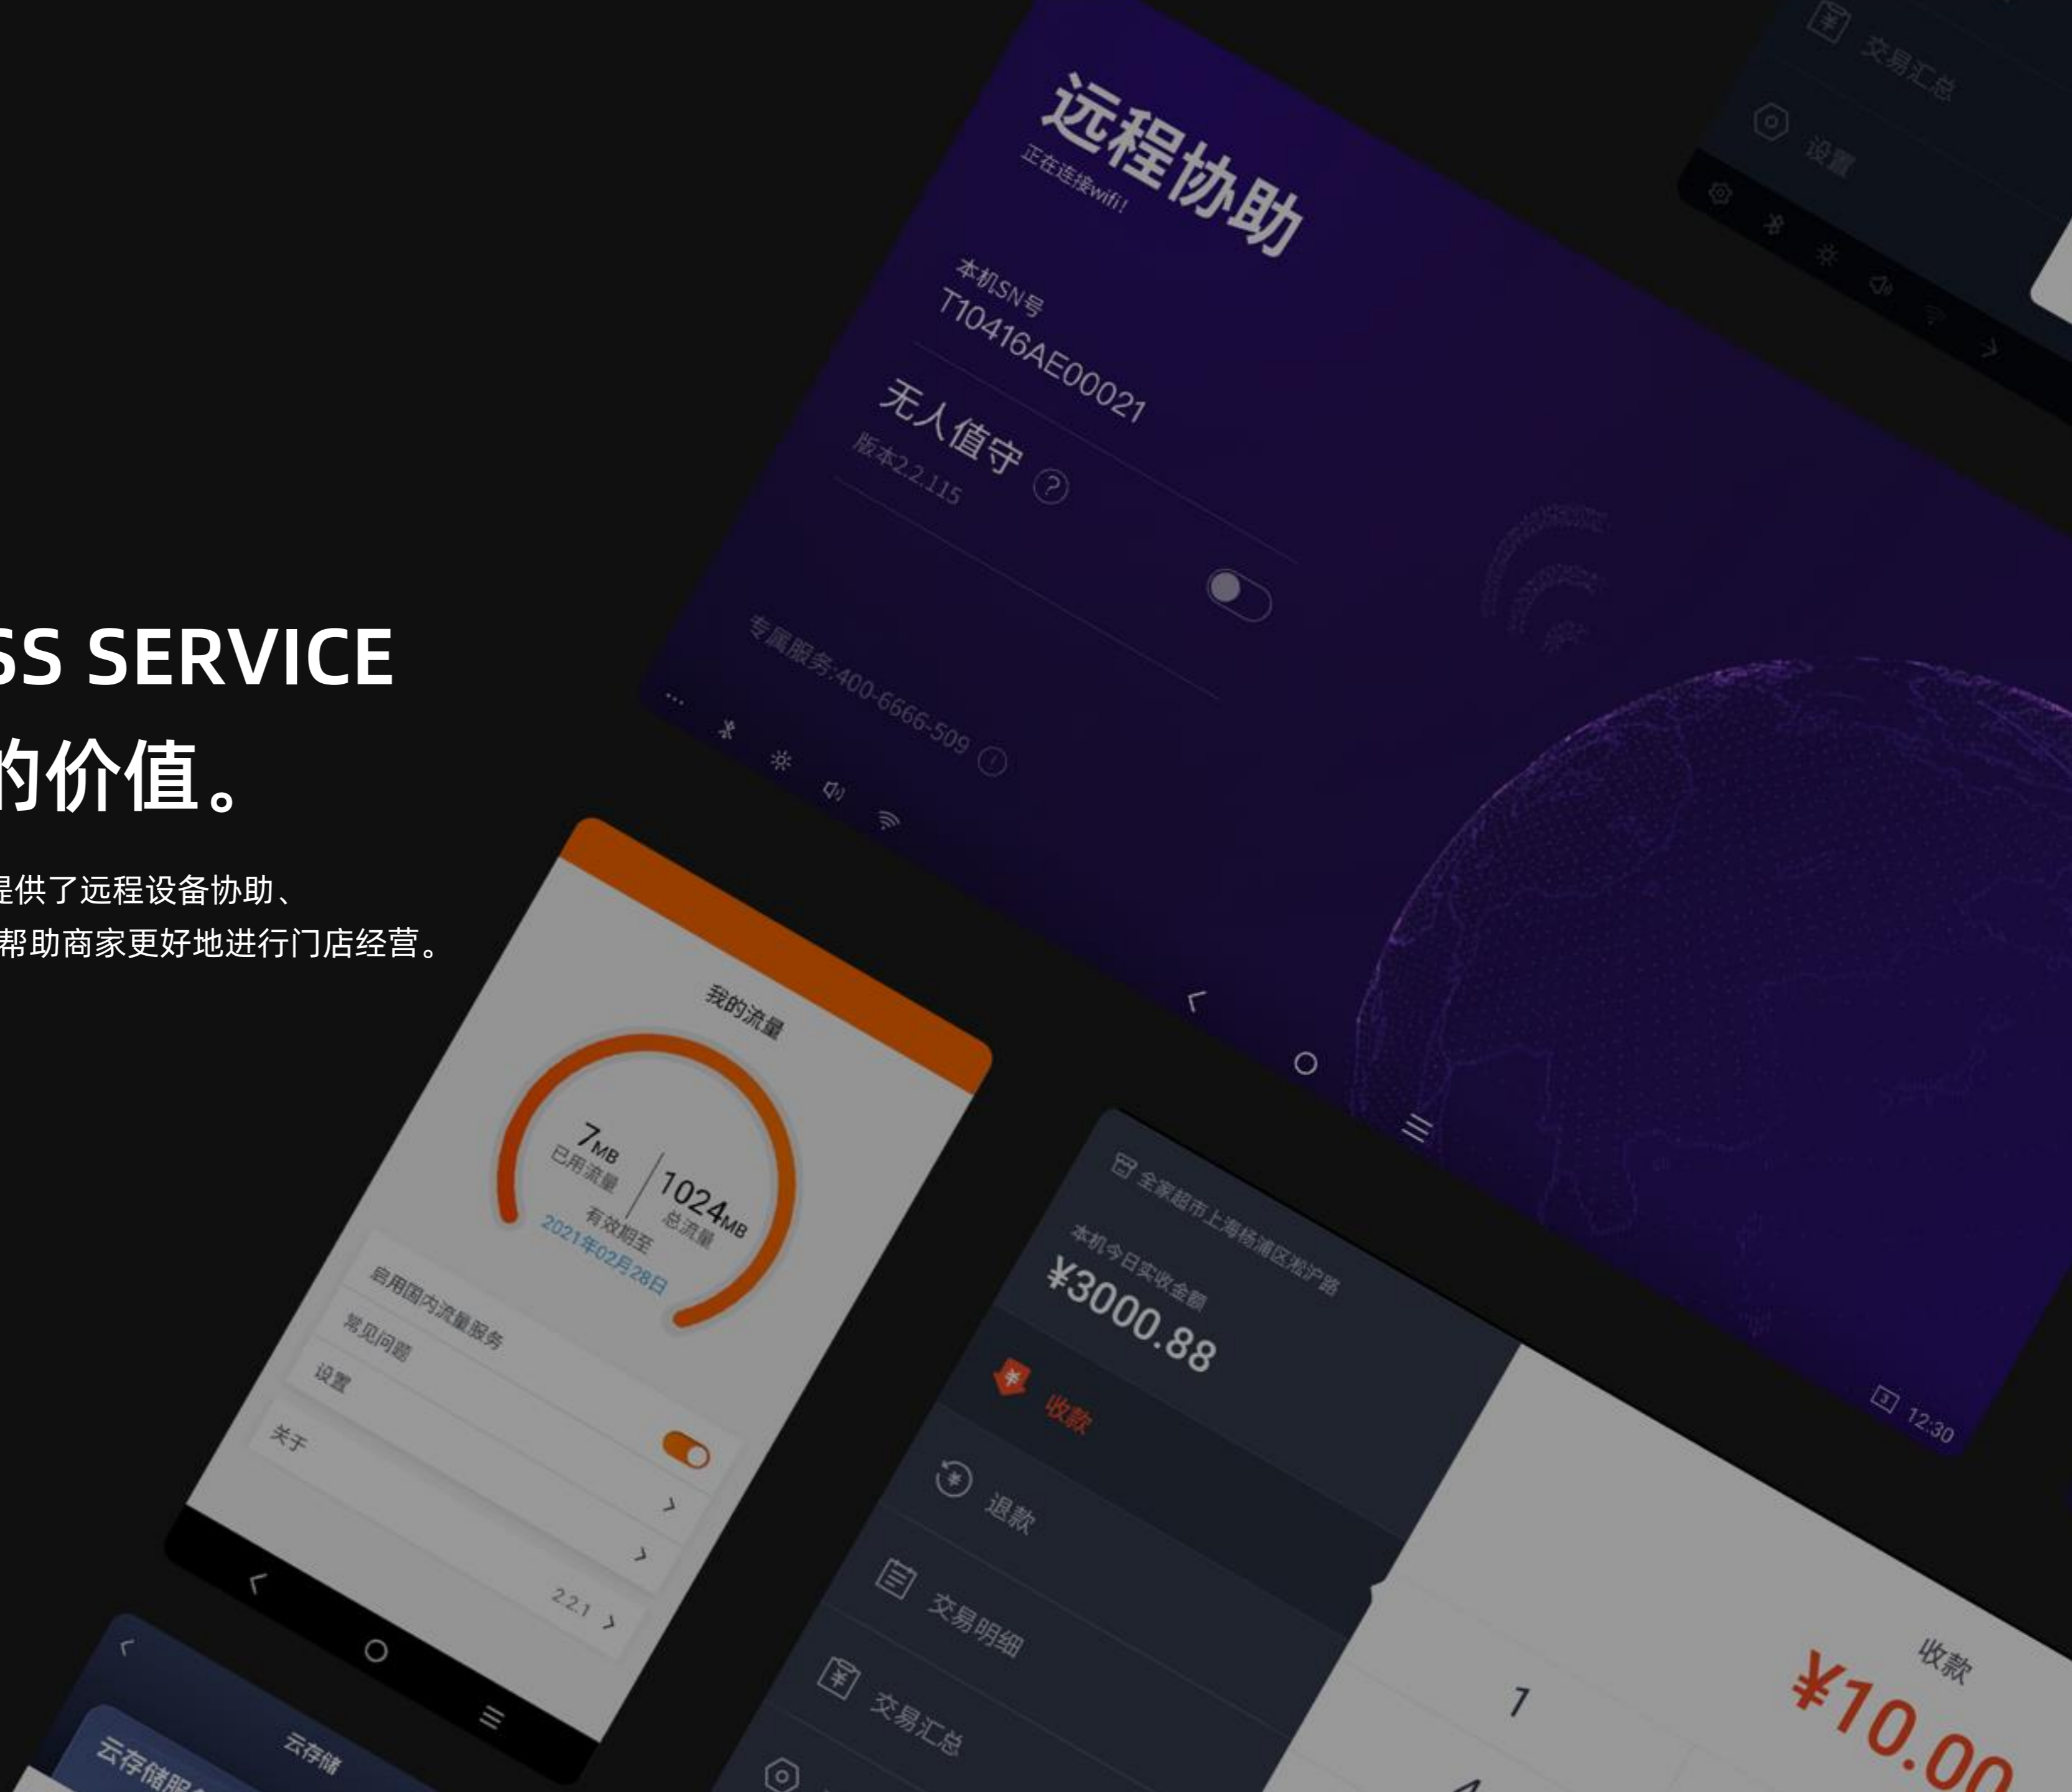 SS SERVICE
的价值。
提供了远程设备协助、
帮助商家更好地进行门店经营。
远程协助
正在连接wifi!
本机SN号
T10416AE00021
无人值守
?
版本2.2.115
专属服务:400-6666-509
3
12:30
交易汇总
设置
我的流量
7MB
已用流量
1024MB
总流量
有效期至
2021年02月28日
启用国内流量服务
常见问题
设置
关于
2.2.1
云存储
全家超市上海杨浦区淞沪路
本机今日实收金额
¥3000.88
收款
退款
交易明细
交易汇总
收款
¥10.00
1
4